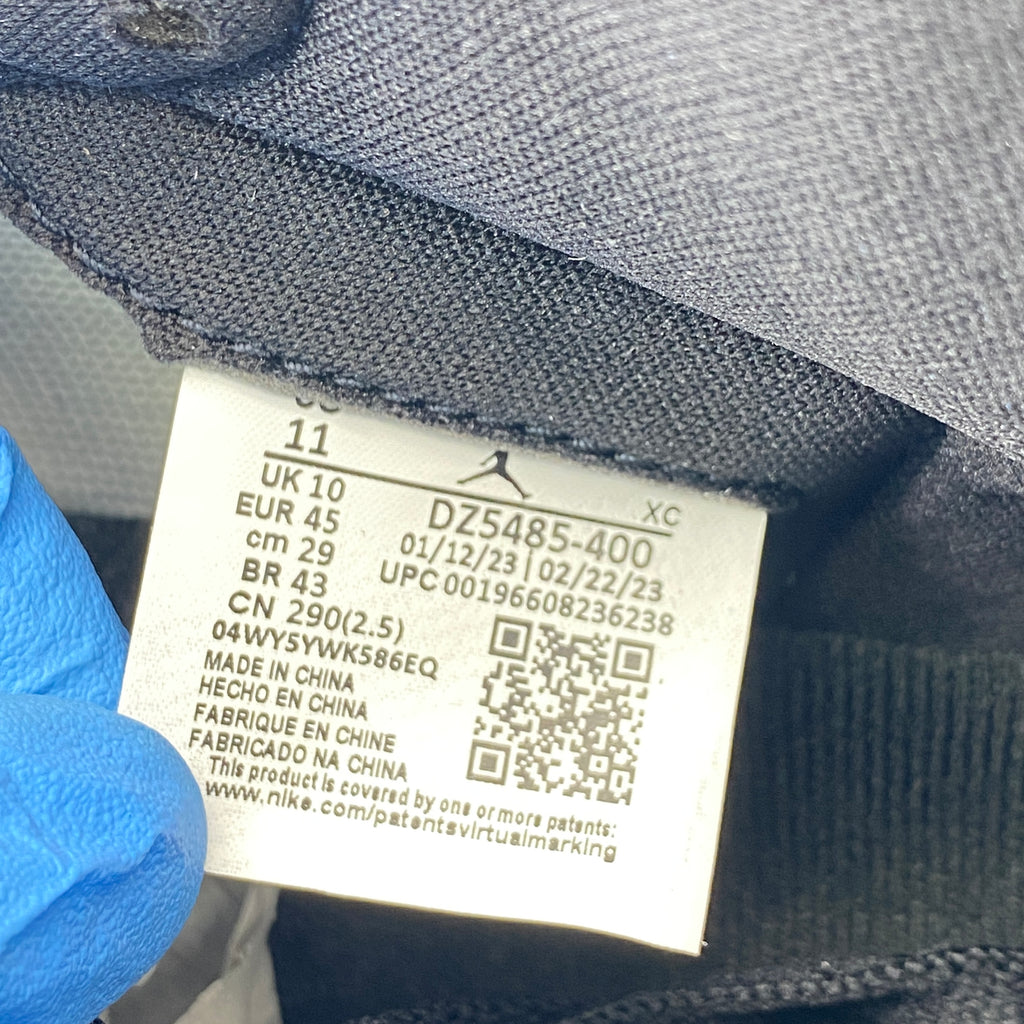 11
XC
UK 10
EUR 45
cm 29
BR 43
CN 290(2.5)
04WY5YWK586EQ
DZ5485-400
01/12/23 | 02/22/23
UPC 00196608236238
MADE IN CHINA
HECHO EN CHINA
FABRIQUE EN CHINE
FABRICADO NA CHINA
This product is covered by one or more patents:
www.nike.com/patentsvirtualmarking